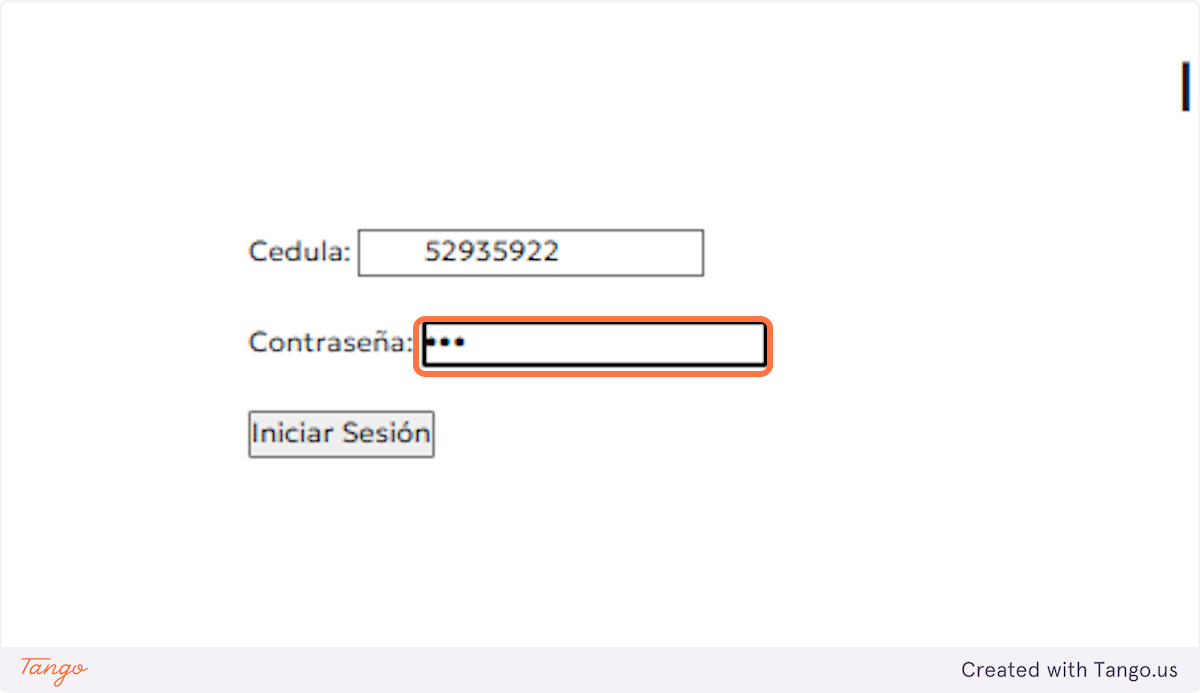 Cedula: 52935922
Contraseña: •••
Iniciar Sesión
Tango
Created with Tango.us